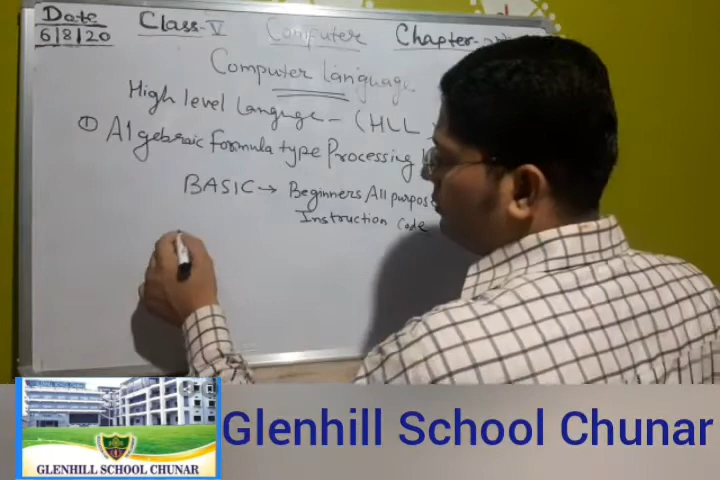 Date
6/8/20
Class-V Computer Chapter-
Computer Language
High level Languge - (HLL
① Algebraic Formula type Processing
BASIC → Beginners All purpose
Instruction Code
Glenhill School Chunar
GLENHILL SCHOOL CHUNAR